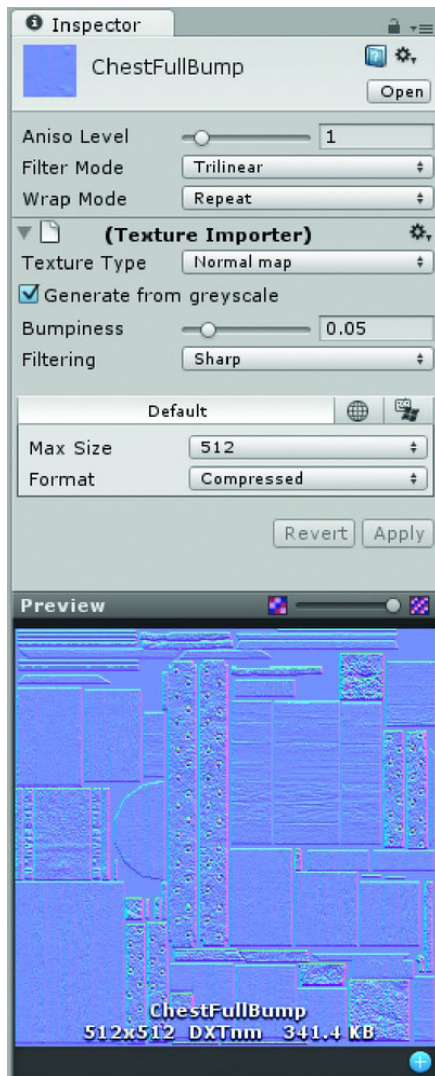 Inspector
ChestFullBump
Open
Aniso Level 1
Filter Mode Trilinear
Wrap Mode Repeat
(Texture Importer)
Texture Type Normal map
Generate from greyscale
Bumpiness 0.05
Filtering Sharp
Default
Max Size 512
Format Compressed
Revert Apply
Preview
ChestFullBump
512x512 DXTnm 341.4 KB